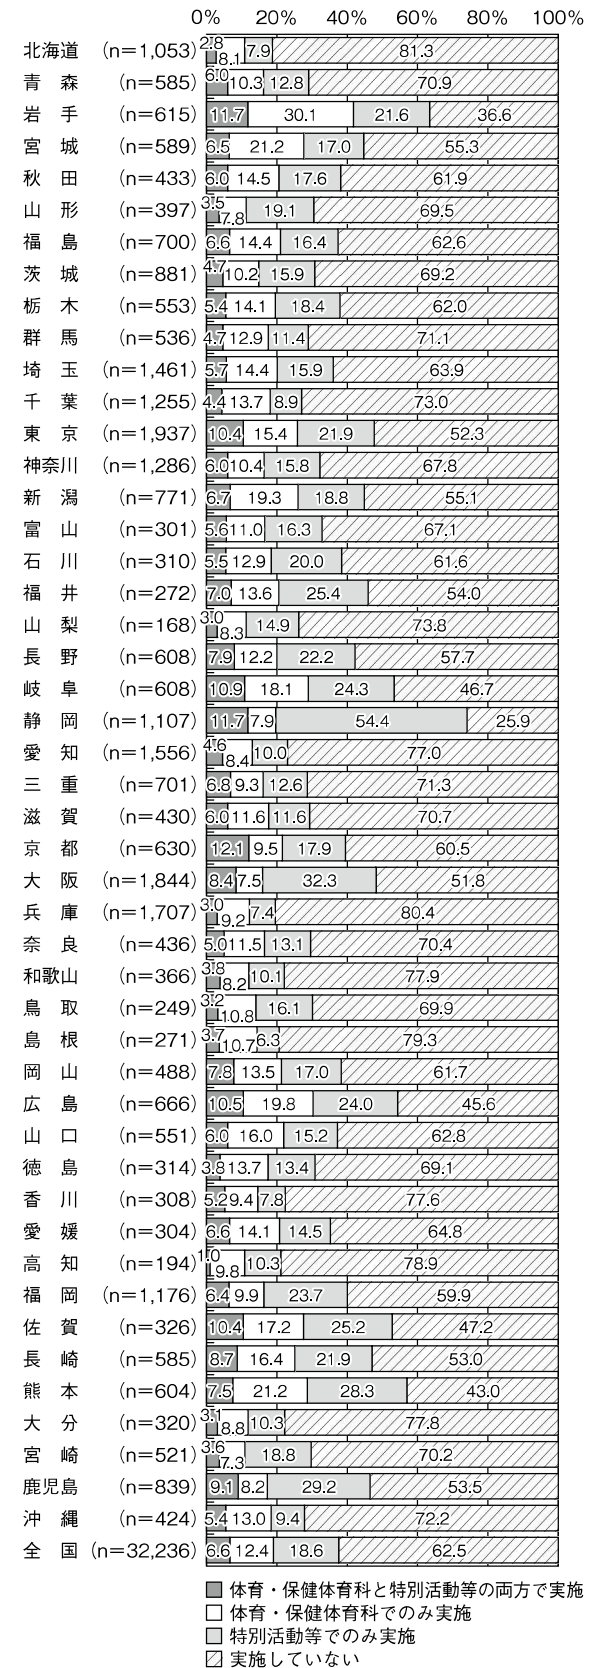 0% 20% 40% 60% 80% 100%
北海道 (n=1,053) 2.8 8.1 7.9 81.3
青森 (n=585) 6.0 10.3 12.8 70.9
岩手 (n=615) 11.7 30.1 21.6 36.6
宮城 (n=589) 6.5 21.2 17.0 55.3
秋田 (n=433) 6.0 14.5 17.6 61.9
山形 (n=397) 3.5 7.8 19.1 69.5
福島 (n=700) 6.6 14.4 16.4 62.6
茨城 (n=881) 4.7 10.2 15.9 69.2
栃木 (n=553) 5.4 14.1 18.4 62.0
群馬 (n=536) 4.7 12.9 11.4 71.1
埼玉 (n=1,461) 5.7 14.4 15.9 63.9
千葉 (n=1,255) 4.4 13.7 8.9 73.0
東京 (n=1,937) 10.4 15.4 21.9 52.3
神奈川 (n=1,286) 6.0 10.4 15.8 67.8
新潟 (n=771) 6.7 19.3 18.8 55.1
富山 (n=301) 5.6 11.0 16.3 67.1
石川 (n=310) 5.5 12.9 20.0 61.6
福井 (n=272) 7.0 13.6 25.4 54.0
山梨 (n=168) 3.0 8.3 14.9 73.8
長野 (n=608) 7.9 12.2 22.2 57.7
岐阜 (n=608) 10.9 18.1 24.3 46.7
静岡 (n=1,107) 11.7 7.9 54.4 25.9
愛知 (n=1,556) 4.6 8.4 10.0 77.0
三重 (n=701) 6.8 9.3 12.6 71.3
滋賀 (n=430) 6.0 11.6 11.6 70.7
京都 (n=630) 12.1 9.5 17.9 60.5
大阪 (n=1,844) 8.4 7.5 32.3 51.8
兵庫 (n=1,707) 3.0 9.2 7.4 80.4
奈良 (n=436) 5.0 11.5 13.1 70.4
和歌山 (n=366) 3.8 8.2 10.1 77.9
鳥取 (n=249) 3.2 10.8 16.1 69.9
島根 (n=271) 3.7 10.7 6.3 79.3
岡山 (n=488) 7.8 13.5 17.0 61.7
広島 (n=666) 10.5 19.8 24.0 45.6
山口 (n=551) 6.0 16.0 15.2 62.8
徳島 (n=314) 3.8 13.7 13.4 69.1
香川 (n=308) 5.2 9.4 7.8 77.6
愛媛 (n=304) 6.6 14.1 14.5 64.8
高知 (n=194) 1.0 9.8 10.3 78.9
福岡 (n=1,176) 6.4 9.9 23.7 59.9
佐賀 (n=326) 10.4 17.2 25.2 47.2
長崎 (n=585) 8.7 16.4 21.9 53.0
熊本 (n=604) 7.5 21.2 28.3 43.0
大分 (n=320) 3.1 8.8 10.3 77.8
宮崎 (n=521) 3.6 7.3 18.8 70.2
鹿児島 (n=839) 9.1 8.2 29.2 53.5
沖縄 (n=424) 5.4 13.0 9.4 72.2
全国 (n=32,236) 6.6 12.4 18.6 62.5
体育・保健体育科と特別活動等の両方で実施
体育・保健体育科でのみ実施
特別活動等でのみ実施
実施していない